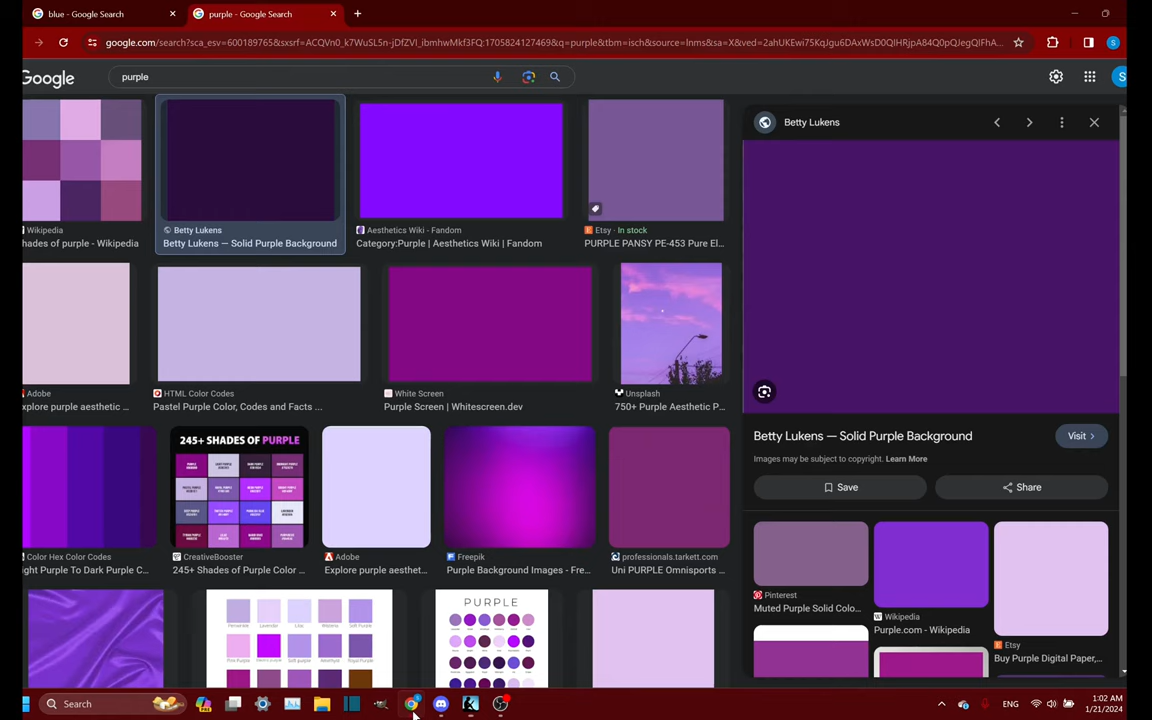 blue - Google Search
purple - Google Search
google.com/search?sca_esv=600189765&sxsrf=ACQVn0_k7WuSL5n-jDfZVI_ibmhwMkf3FQ:1705824127469&q=purple&tbm=isch&source=lnms&sa=X&ved=2ahUKEwi75KqJgu6DAxWsD0QIHRjpA84Q0pQJegQIFhA...
S
Google
purple
S
Wikipedia
hades of purple - Wikipedia
Betty Lukens
Betty Lukens — Solid Purple Background
Aesthetics Wiki - Fandom
Category:Purple | Aesthetics Wiki | Fandom
Etsy · In stock
PURPLE PANSY PE-453 Pure El...
Betty Lukens
Adobe
xplore purple aesthetic ...
HTML Color Codes
Pastel Purple Color, Codes and Facts ...
White Screen
Purple Screen | Whitescreen.dev
Unsplash
750+ Purple Aesthetic P...
Betty Lukens — Solid Purple Background
Visit
Images may be subject to copyright. Learn More
Save
Share
245+ SHADES OF PURPLE
Color Hex Color Codes
ight Purple To Dark Purple C...
CreativeBooster
245+ Shades of Purple Color ...
Adobe
Explore purple aesthet...
Freepik
Purple Background Images - Fre...
professionals.tarkett.com
Uni PURPLE Omnisports ...
Pinterest
Muted Purple Solid Colo...
Wikipedia
Purple.com - Wikipedia
Etsy
Buy Purple Digital Paper,...
PURPLE
Search
ENG
1:02 AM
1/21/2024